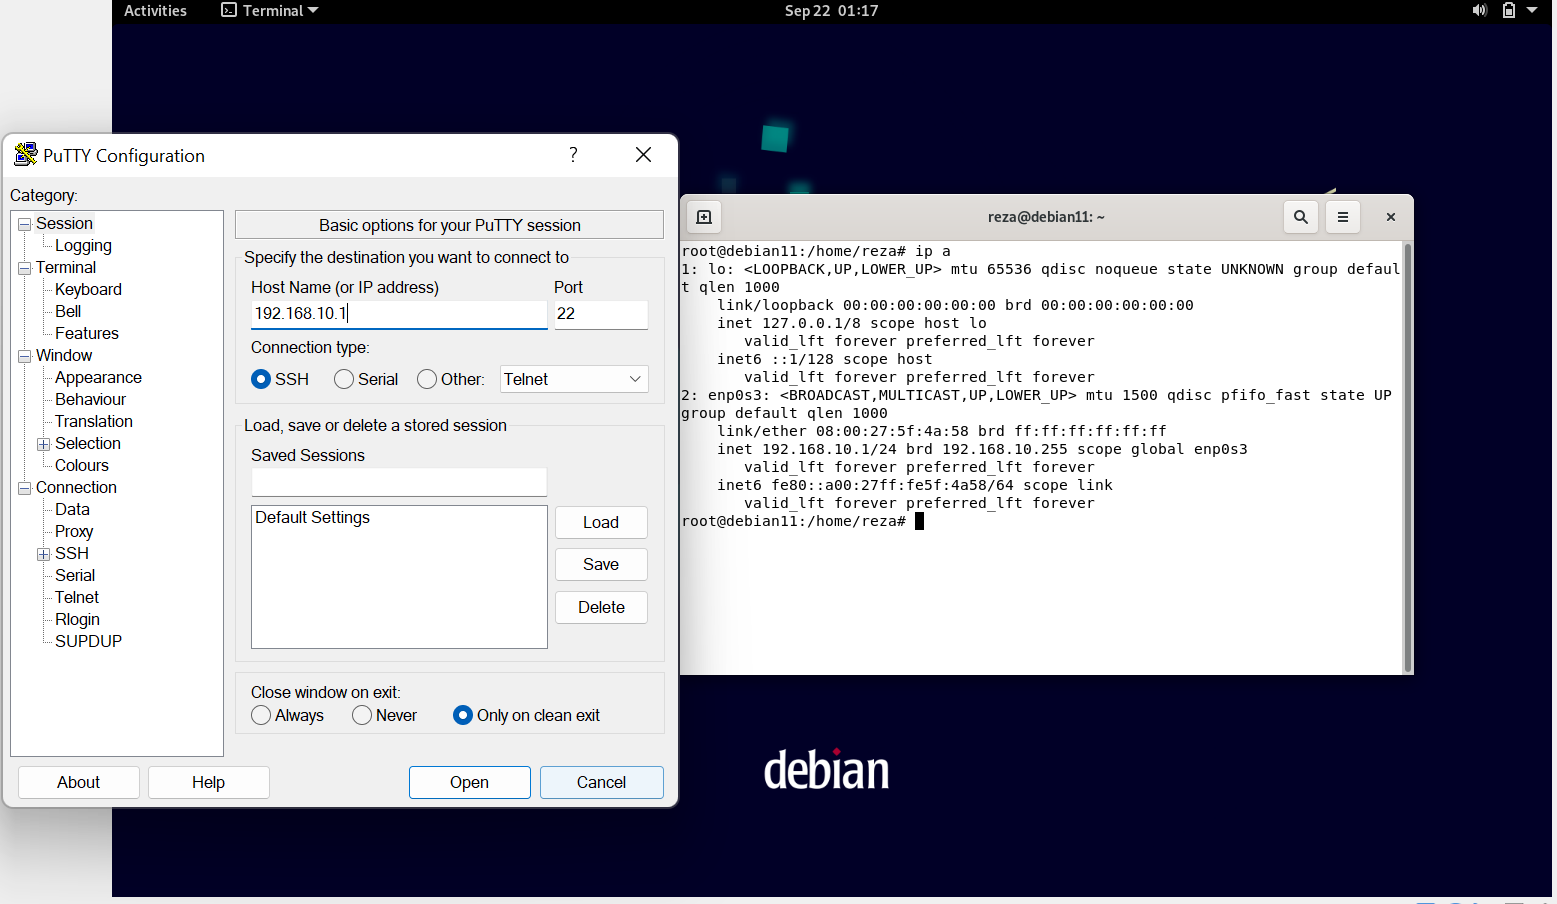 Activities Terminal Sep 22 01:17
PuTTY Configuration ? 
Category:
Session
Logging
Terminal
Keyboard
Bell
Features
Window
Appearance
Behaviour
Translation
Selection
Colours
Connection
Data
Proxy
SSH
Serial
Telnet
Rlogin
SUPDUP
Basic options for your PuTTY session
Specify the destination you want to connect to
Host Name (or IP address) Port
192.168.10.1 22
Connection type:
SSH Serial Other: Telnet
Load, save or delete a stored session
Saved Sessions
Default Settings
Load
Save
Delete
Close window on exit:
Always Never Only on clean exit
About Help Open Cancel
reza@debian11: ~
root@debian11:/home/reza# ip a
1: lo: <LOOPBACK,UP,LOWER_UP> mtu 65536 qdisc noqueue state UNKNOWN group defaul
t qlen 1000
link/loopback 00:00:00:00:00:00 brd 00:00:00:00:00:00
inet 127.0.0.1/8 scope host lo
valid_lft forever preferred_lft forever
inet6 ::1/128 scope host
valid_lft forever preferred_lft forever
2: enp0s3: <BROADCAST,MULTICAST,UP,LOWER_UP> mtu 1500 qdisc pfifo_fast state UP
group default qlen 1000
link/ether 08:00:27:5f:4a:58 brd ff:ff:ff:ff:ff:ff
inet 192.168.10.1/24 brd 192.168.10.255 scope global enp0s3
valid_lft forever preferred_lft forever
inet6 fe80::a00:27ff:fe5f:4a58/64 scope link
valid_lft forever preferred_lft forever
root@debian11:/home/reza#
debian